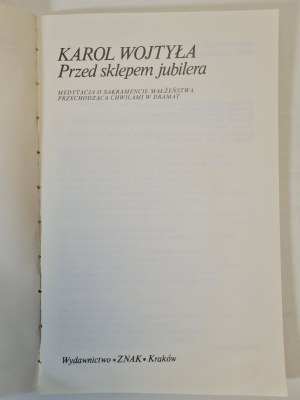 KAROL WOJTYŁA
Przed sklepem jubilera
MEDYTACJA O SAKRAMENCIE MAŁŻEŃSTWA
PRZECHODZĄCA CHWILAMI W DRAMAT
Wydawnictwo • ZNAK • Kraków